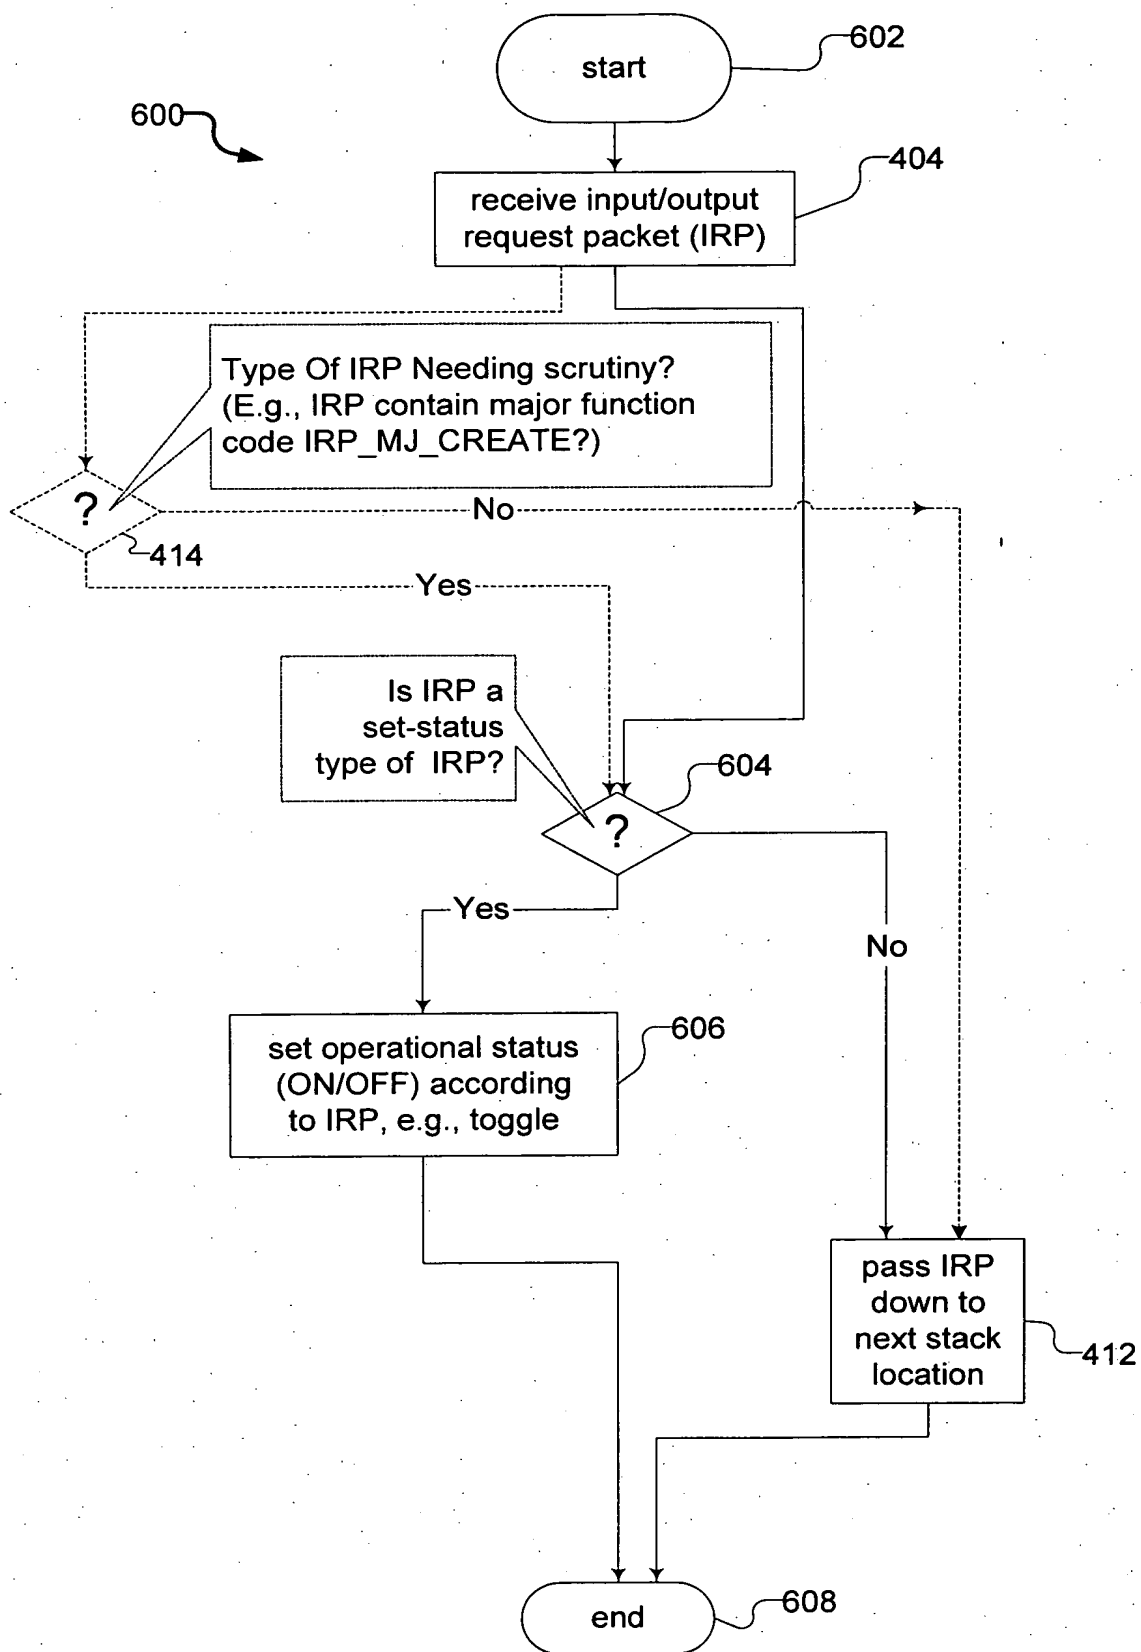 start
602
600
receive input/output
request packet (IRP)
404
Type Of IRP Needing scrutiny?
(E.g., IRP contain major function
code IRP_MJ_CREATE?)
?
No
414
Yes
Is IRP a
set-status
type of IRP?
604
?
Yes
No
set operational status
(ON/OFF) according
to IRP, e.g., toggle
606
pass IRP
down to
next stack
location
412
end
608